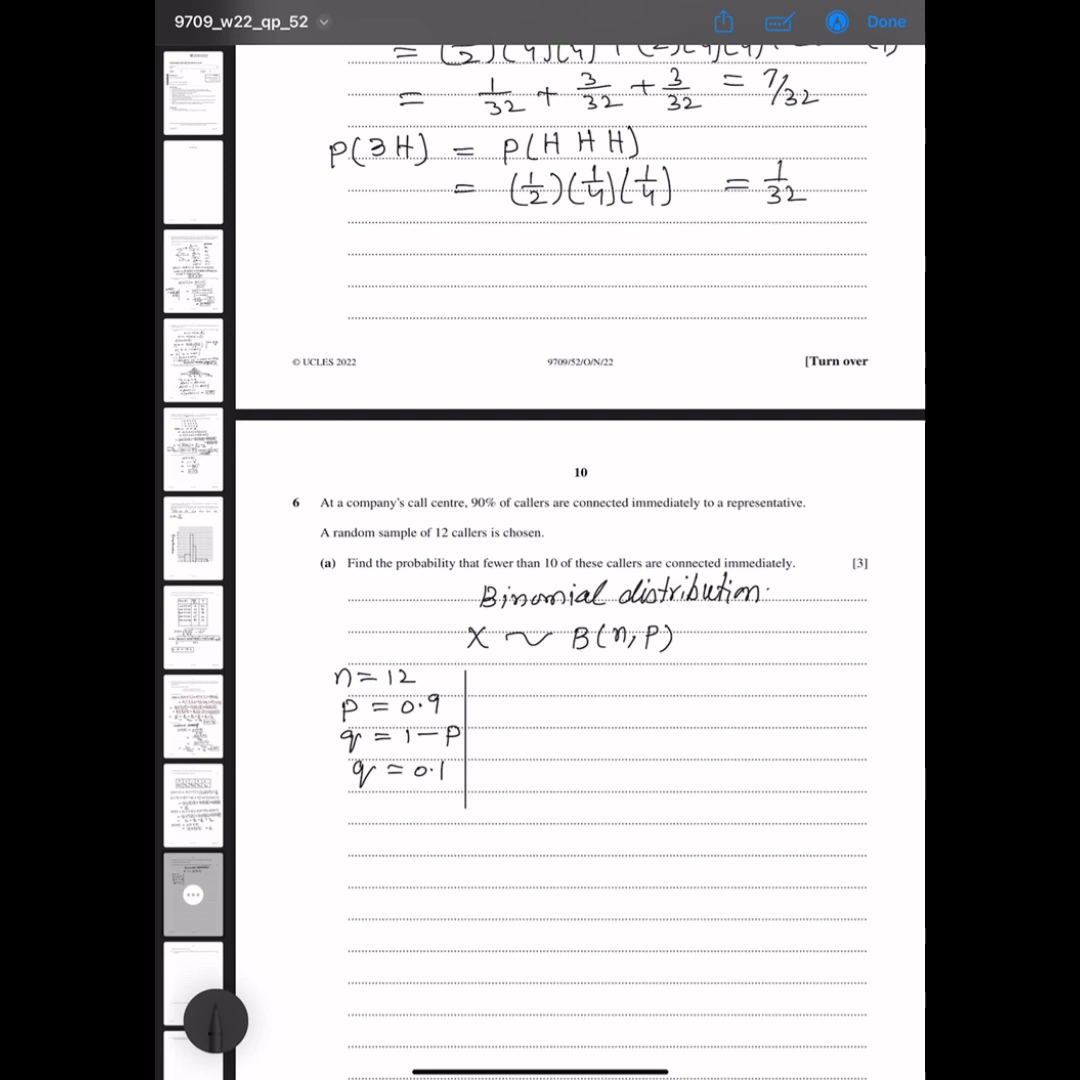 9709_w22_qp_52
Done
= 1/32 + 3/32 + 3/32 = 7/32
P(3H) = P(H H H)
= (1/2)(1/4)(1/4) = 1/32
© UCLES 2022
9709/52/O/N/22
[Turn over
10
6 At a company's call centre, 90% of callers are connected immediately to a representative.
A random sample of 12 callers is chosen.
(a) Find the probability that fewer than 10 of these callers are connected immediately. [3]
Binomial distribution.
X ~ B(n, P)
n = 12
P = 0.9
q = 1 - P
q = 0.1